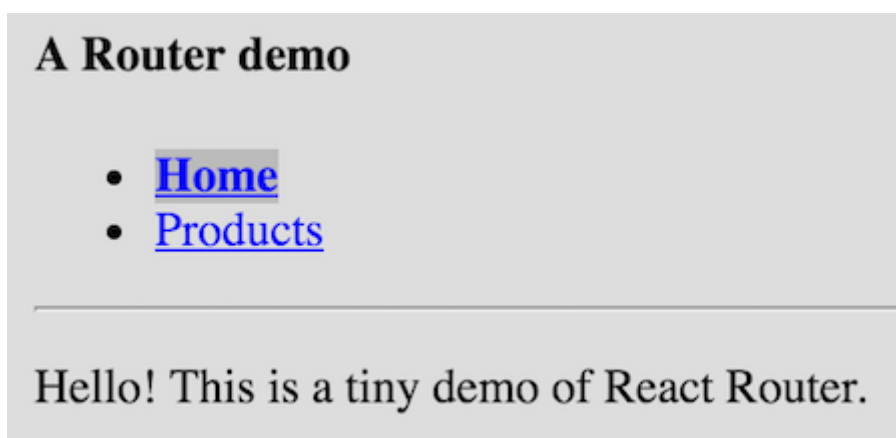 A Router demo
Home
Products
Hello! This is a tiny demo of React Router.